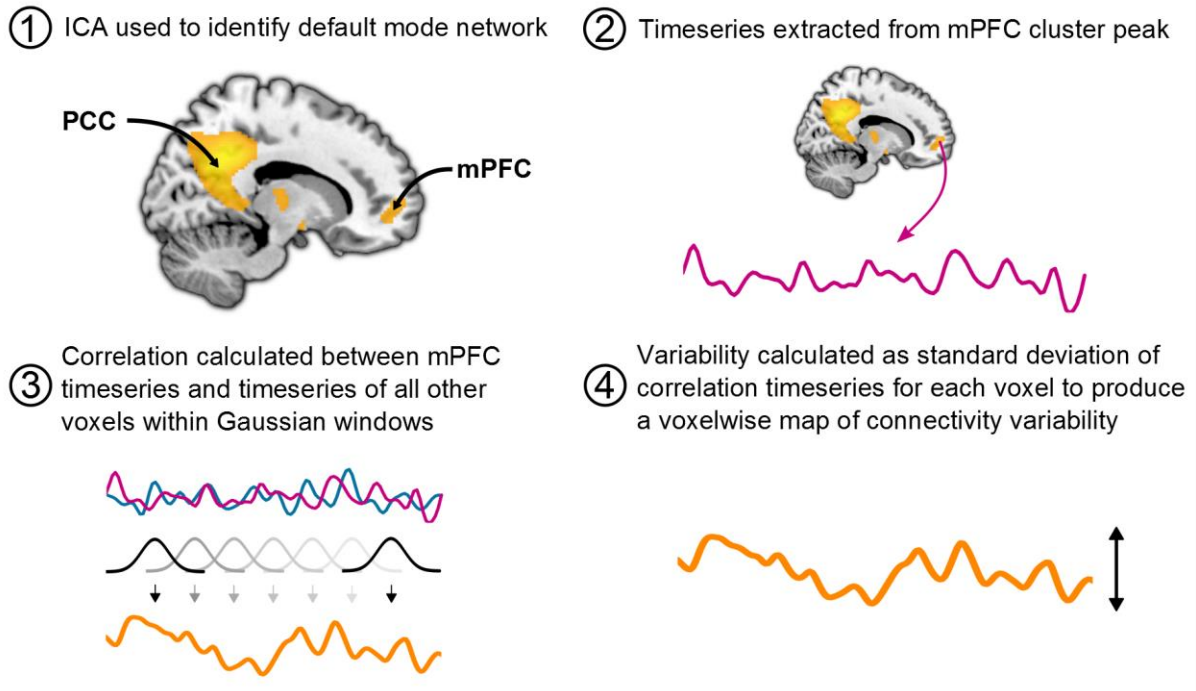 1 ICA used to identify default mode network
PCC
mPFC
2 Timeseries extracted from mPFC cluster peak
3 Correlation calculated between mPFC
timeseries and timeseries of all other
voxels within Gaussian windows
4 Variability calculated as standard deviation of
correlation timeseries for each voxel to produce
a voxelwise map of connectivity variability